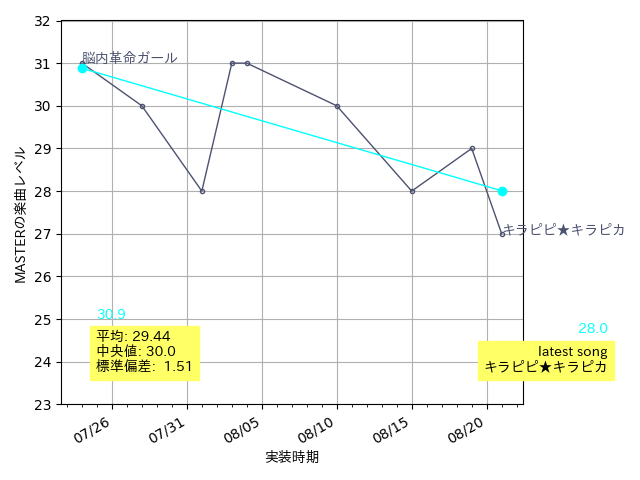 32
31
30
29
28
27
26
25
24
23
MASTERの楽曲レベル
脳内革命ガール
キラピピ★キラピカ
30.9
平均: 29.44
中央値: 30.0
標準偏差: 1.51
28.0
latest song
キラピピ★キラピカ
07/26
07/31
08/05
08/10
08/15
08/20
実装時期